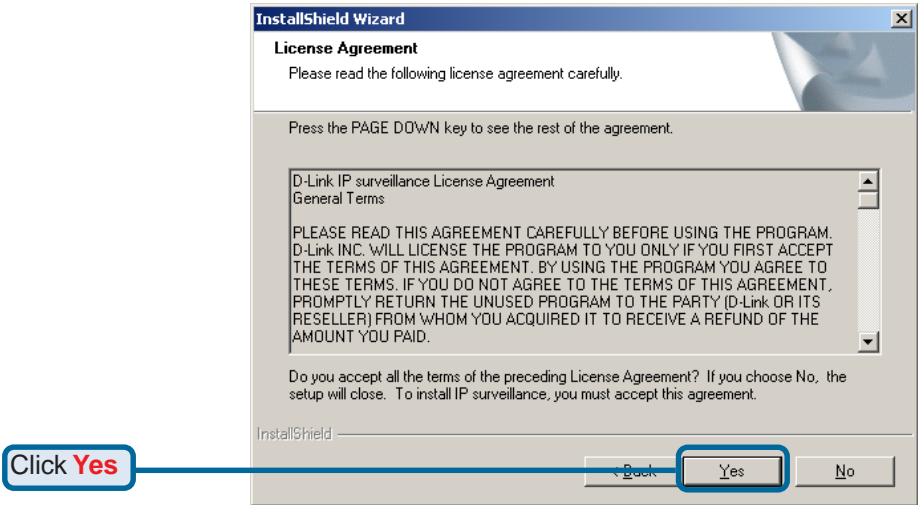 InstallShield Wizard
License Agreement
Please read the following license agreement carefully.
Press the PAGE DOWN key to see the rest of the agreement.
D-Link IP surveillance License Agreement
General Terms
PLEASE READ THIS AGREEMENT CAREFULLY BEFORE USING THE PROGRAM.
D-Link INC. WILL LICENSE THE PROGRAM TO YOU ONLY IF YOU FIRST ACCEPT
THE TERMS OF THIS AGREEMENT. BY USING THE PROGRAM YOU AGREE TO
THESE TERMS. IF YOU DO NOT AGREE TO THE TERMS OF THIS AGREEMENT,
PROMPTLY RETURN THE UNUSED PROGRAM TO THE PARTY (D-Link OR ITS
RESELLER) FROM WHOM YOU ACQUIRED IT TO RECEIVE A REFUND OF THE
AMOUNT YOU PAID.
Do you accept all the terms of the preceding License Agreement? If you choose No, the
setup will close. To install IP surveillance, you must accept this agreement.
InstallShield
Click Yes
< Back
Yes
No